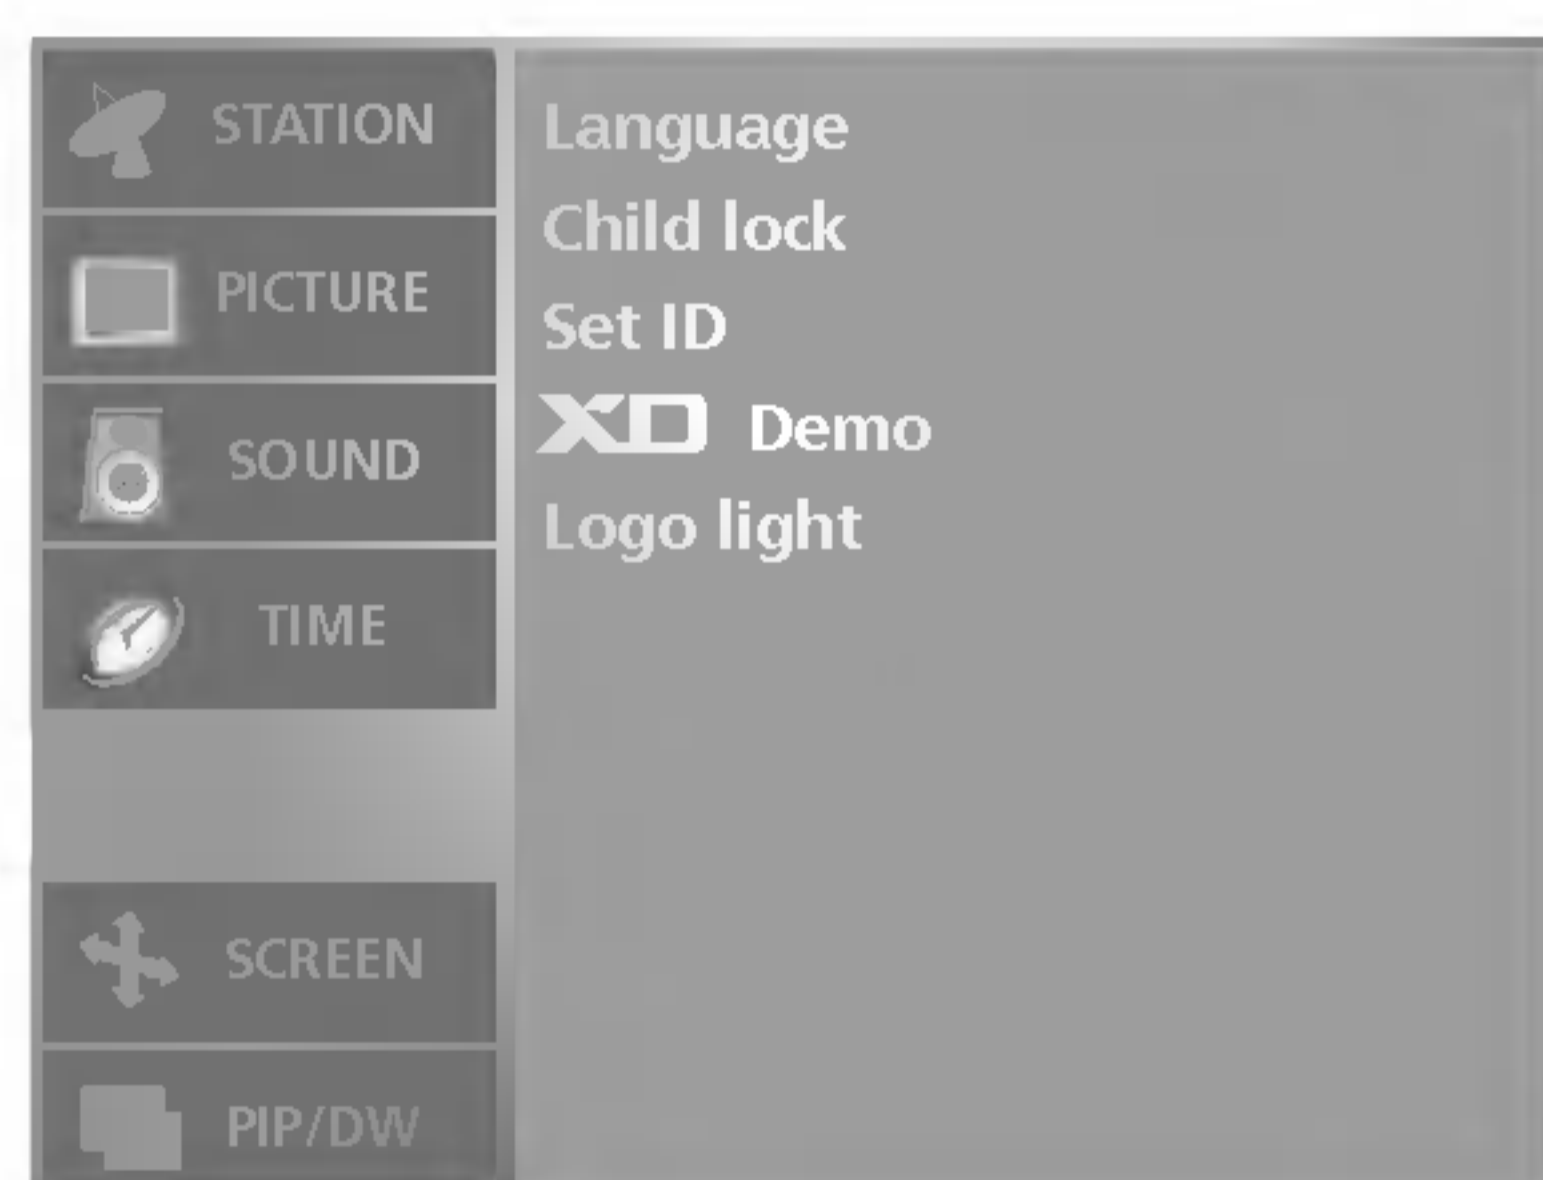 STATION
PICTURE
SOUND
TIME
SCREEN
PIP/DW
Language
Child lock
Set ID
XD Demo
Logo light